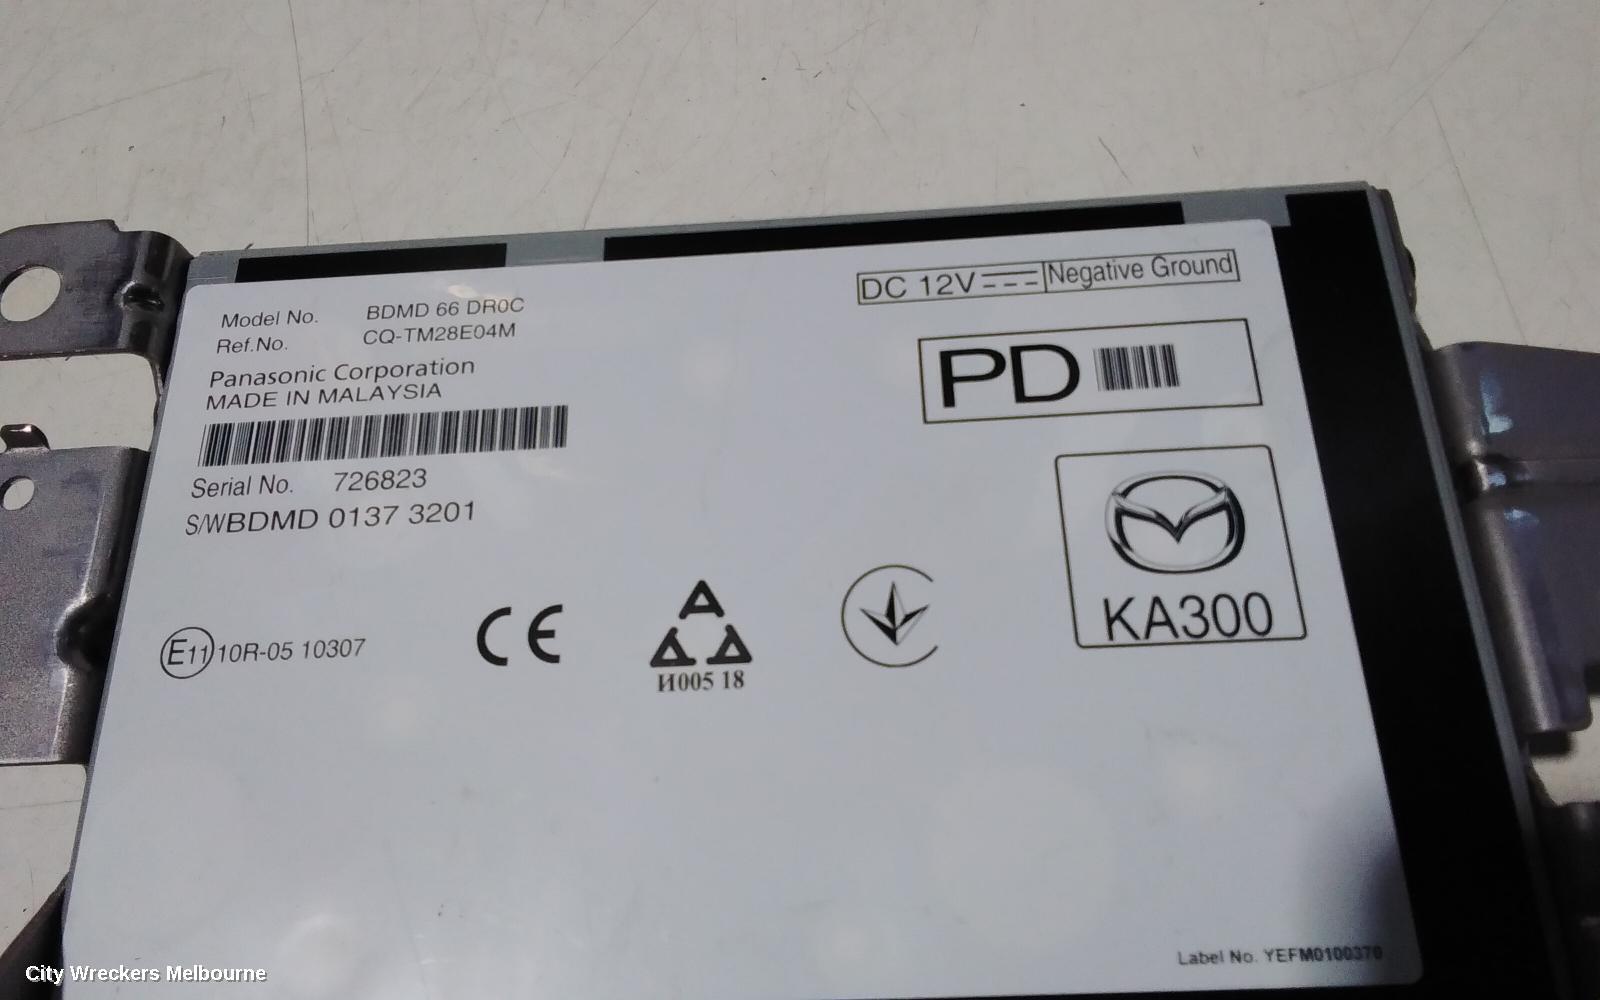 Model No. BDMD 66 DR0C
Ref.No. CQ-TM28E04M
Panasonic Corporation
MADE IN MALAYSIA
Serial No. 726823
S/WBDMD 0137 3201
DC 12V
Negative Ground
PD
KA300
E11 10R-05 10307
CE
И005 18
Label No. YEFM0100370
City Wreckers Melbourne